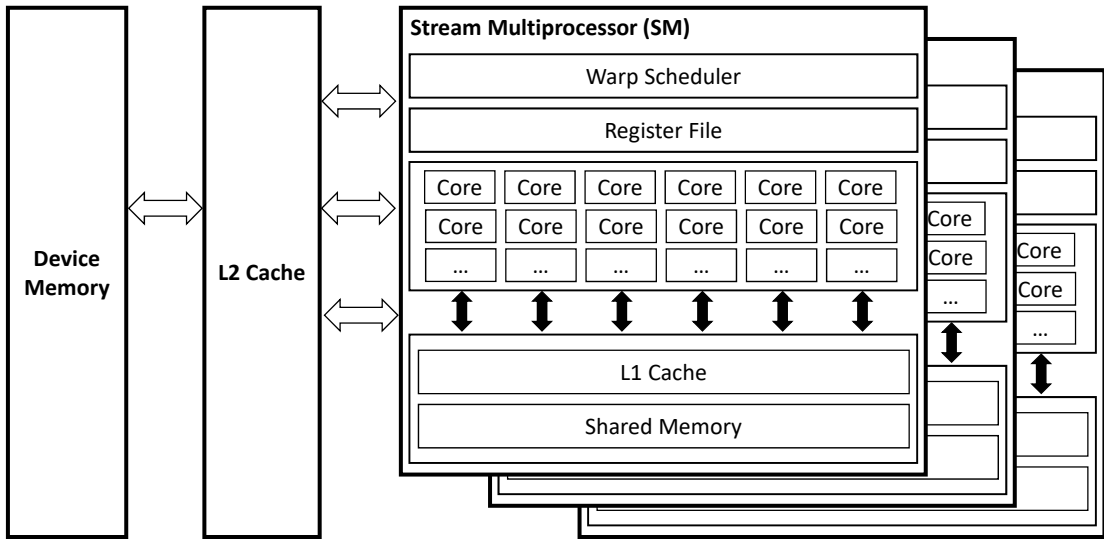 Device
Memory
L2 Cache
Stream Multiprocessor (SM)
Warp Scheduler
Register File
Core Core Core Core Core Core
Core Core Core Core Core Core
... ... ... ... ... ...
L1 Cache
Shared Memory
Core
Core
...
Core
Core
...